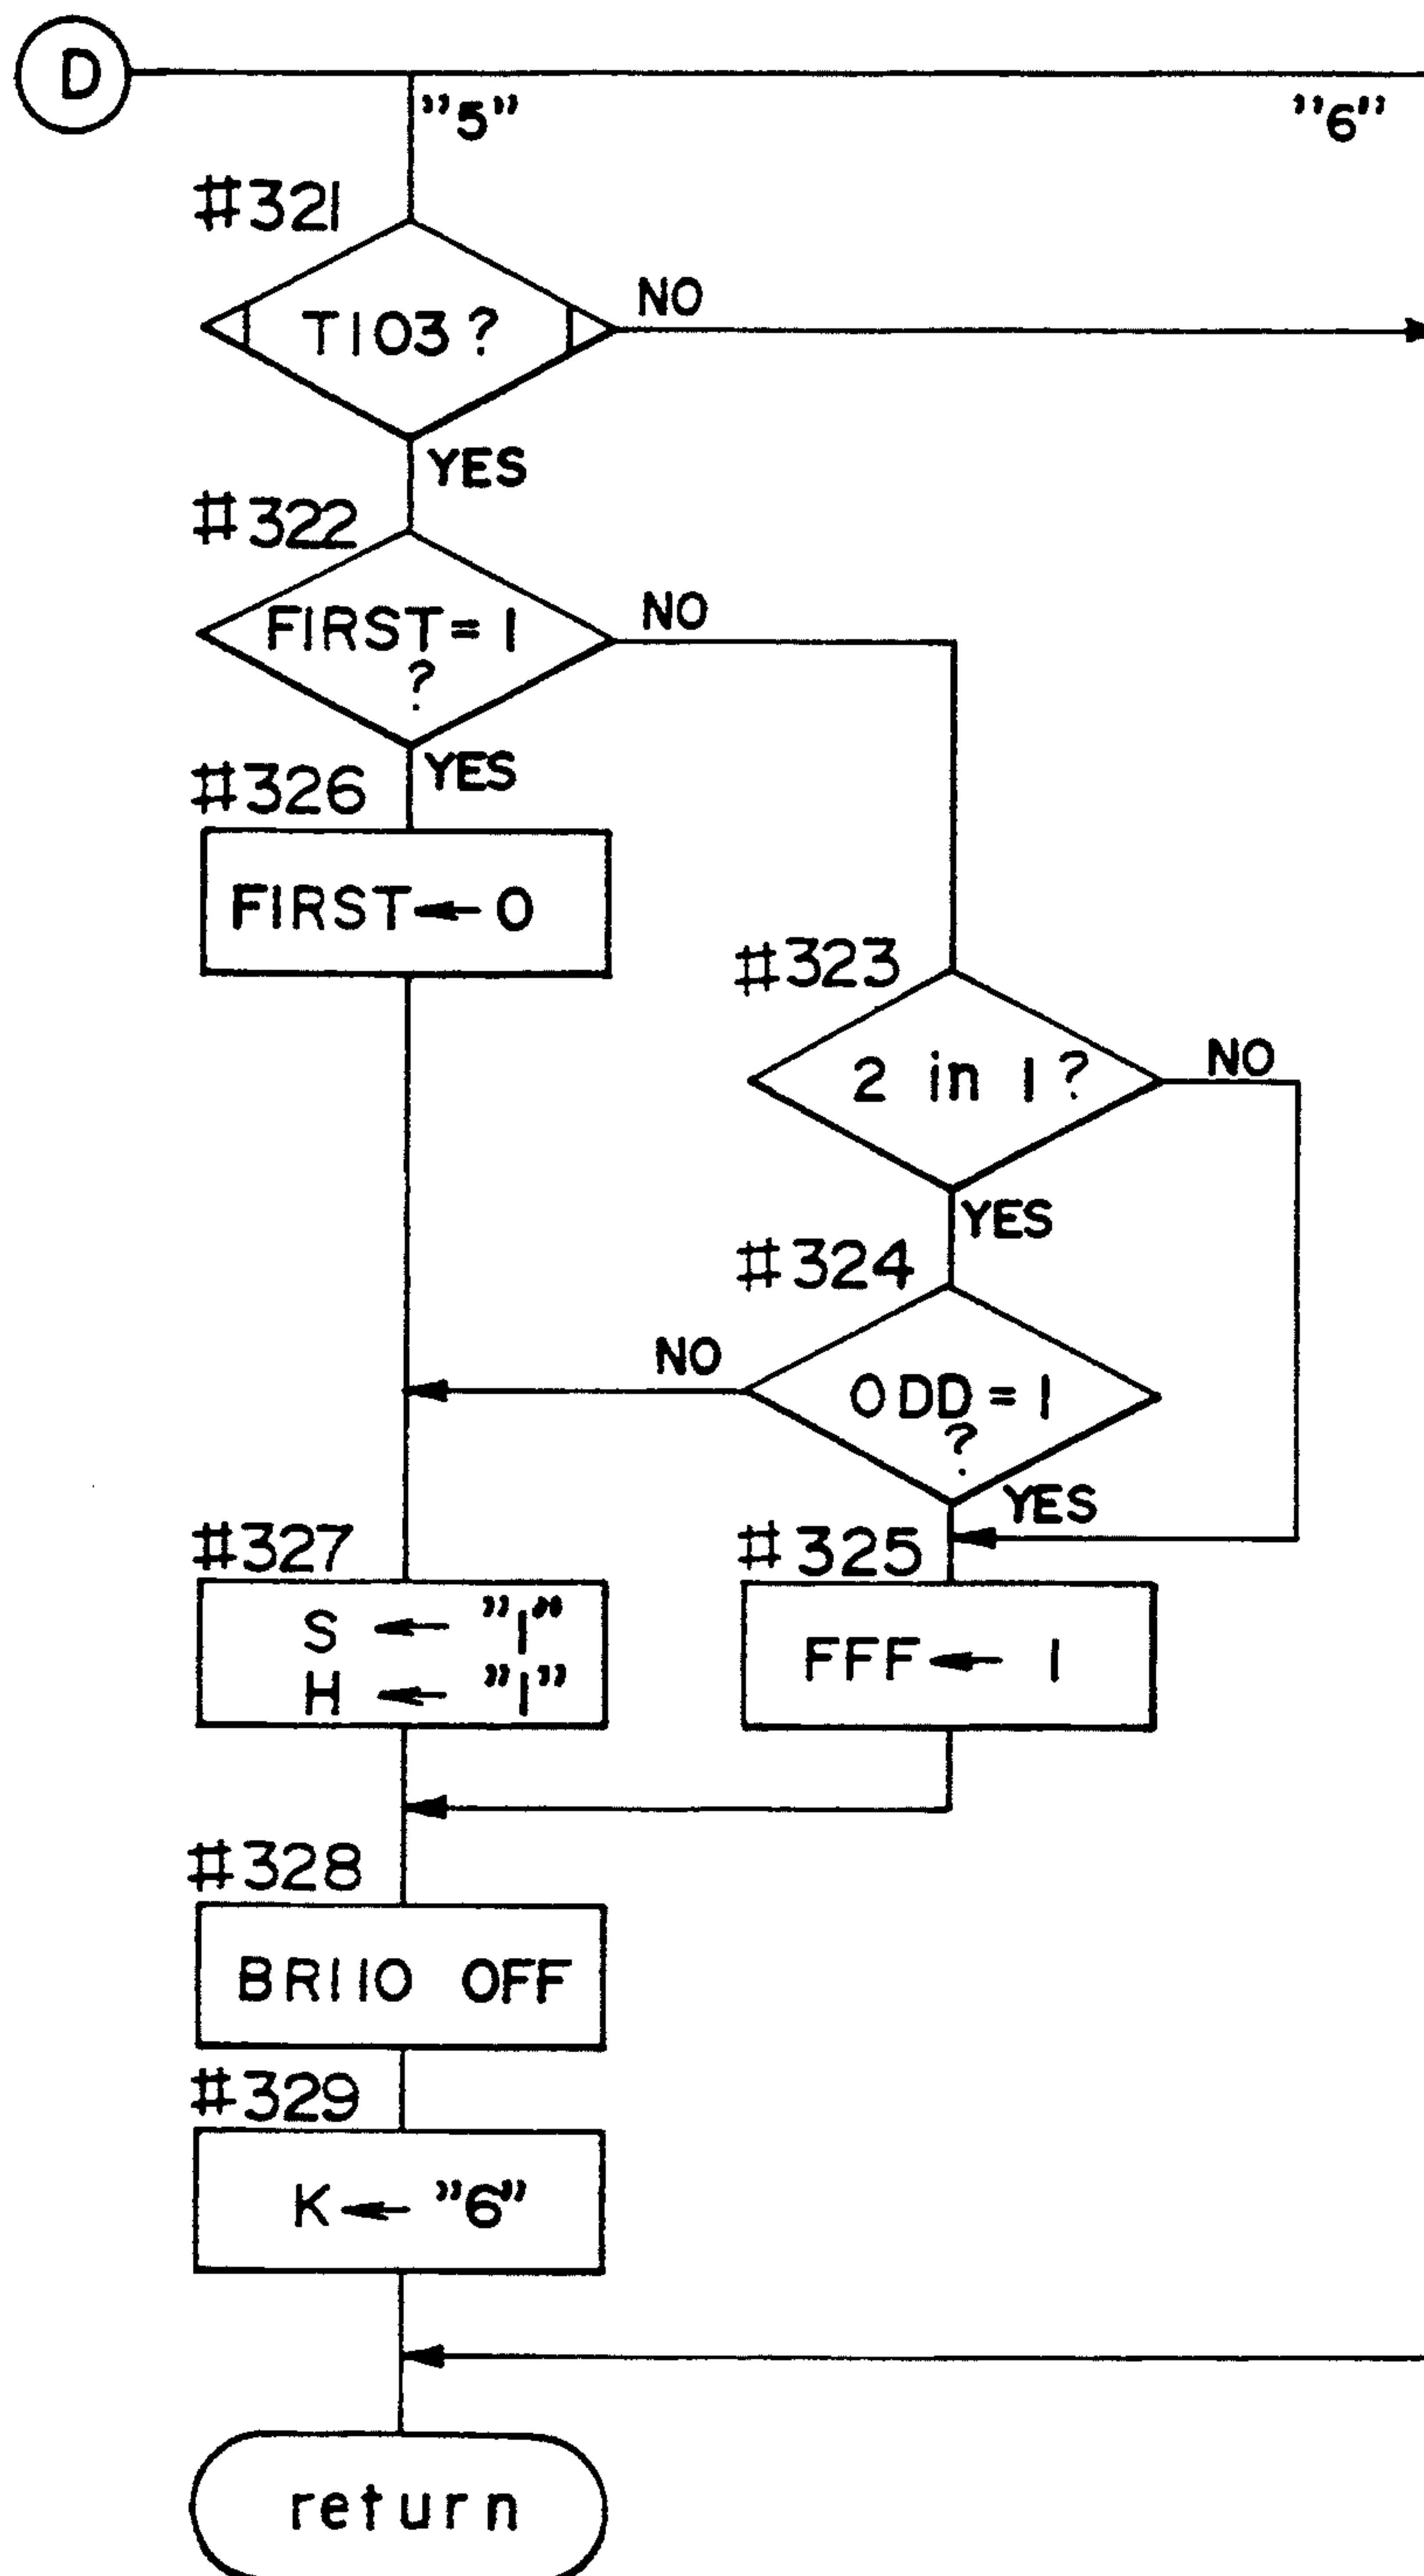 D
"5"
"6"
#321
T103?
NO
YES
#322
FIRST=1
?
NO
YES
#326
FIRST←0
#323
2 in 1?
NO
YES
#324
NO
ODD=1
?
YES
#327
S ← "1"
H ← "1"
#325
FFF ← 1
#328
BR110 OFF
#329
K ← "6"
return